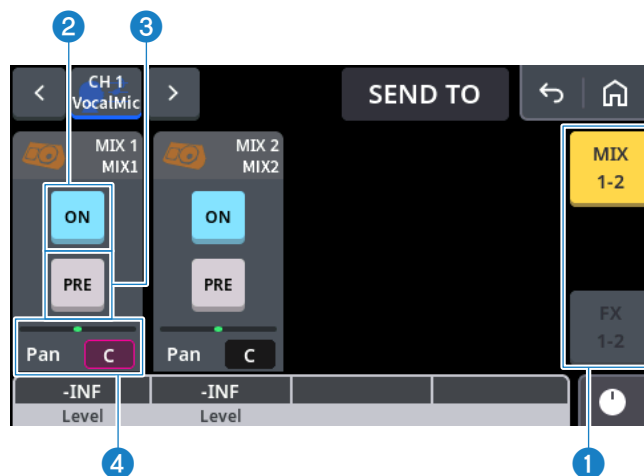 2
3
CH 1
VocalMic
SEND TO
MIX 1
MIX1
MIX 2
MIX2
MIX
1-2
ON
ON
PRE
PRE
FX
1-2
Pan
C
Pan
C
-INF
-INF
Level
Level
4
1